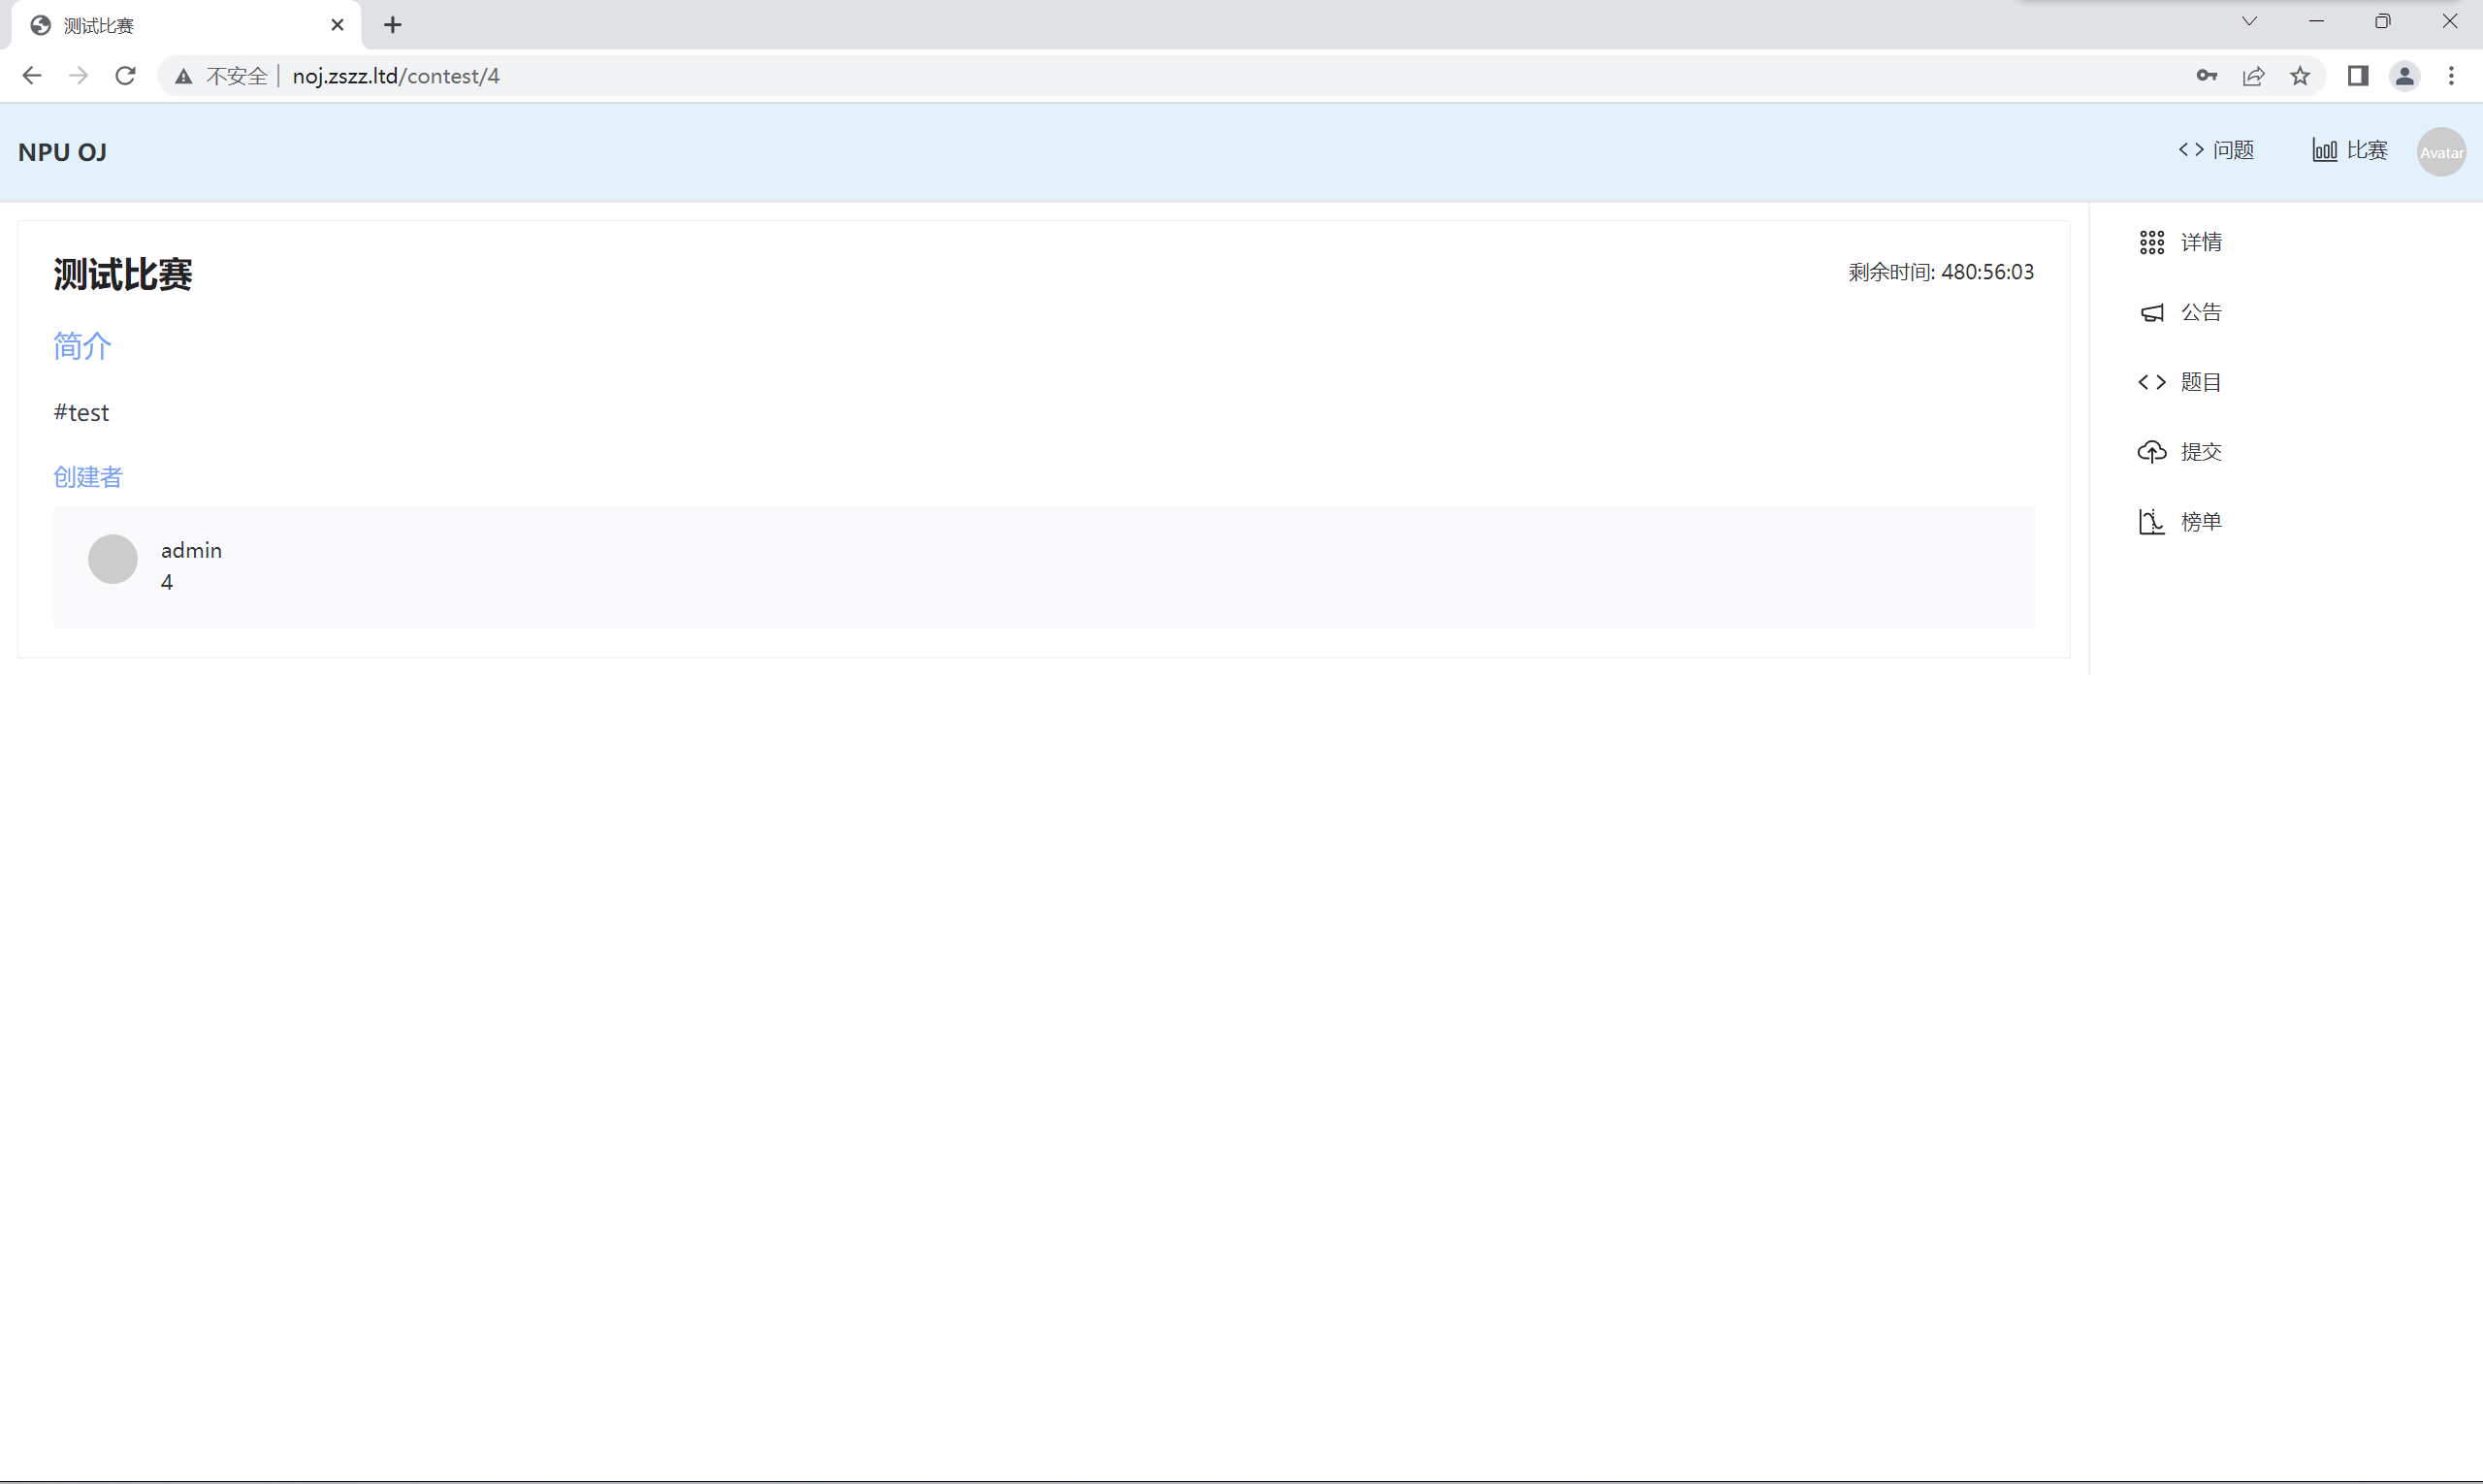 测试比赛
不安全
noj.zszz.ltd/contest/4
NPU OJ
问题
比赛
Avatar
测试比赛
剩余时间: 480:56:03
简介
#test
创建者
admin
4
详情
公告
题目
提交
榜单